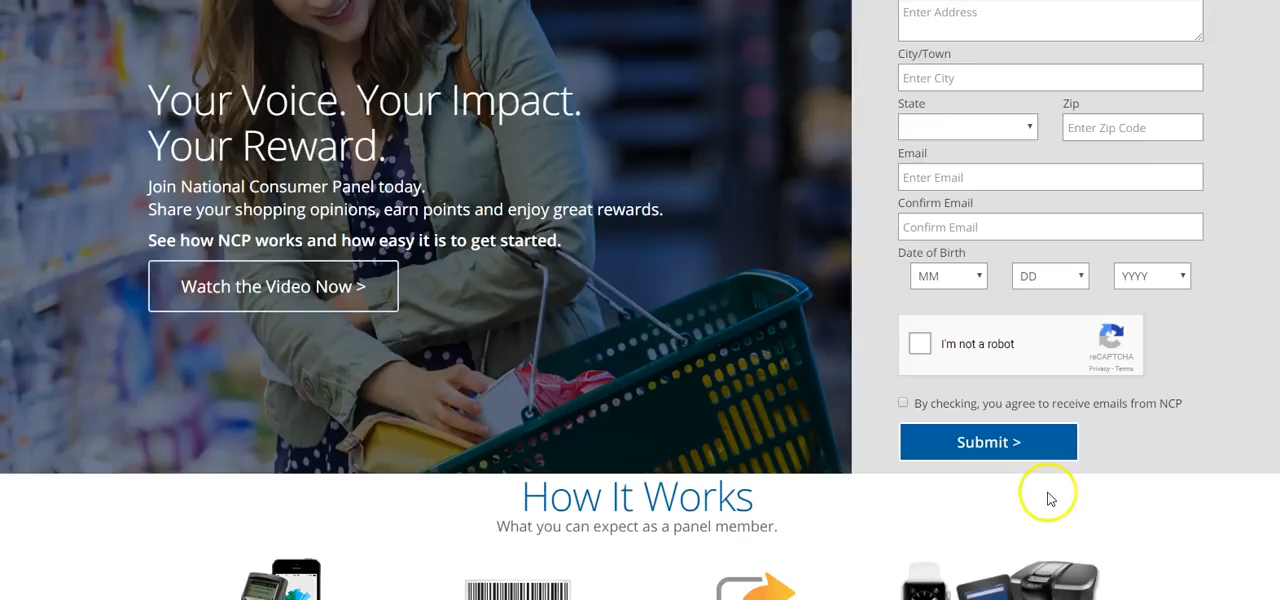 Your Voice. Your Impact.
Your Reward.
Join National Consumer Panel today.
Share your shopping opinions, earn points and enjoy great rewards.
See how NCP works and how easy it is to get started.
Watch the Video Now >
Enter Address
City/Town
Enter City
State Zip
Enter Zip Code
Email
Enter Email
Confirm Email
Confirm Email
Date of Birth
MM DD YYYY
I'm not a robot
reCAPTCHA
Privacy - Terms
By checking, you agree to receive emails from NCP
Submit >
How It Works
What you can expect as a panel member.